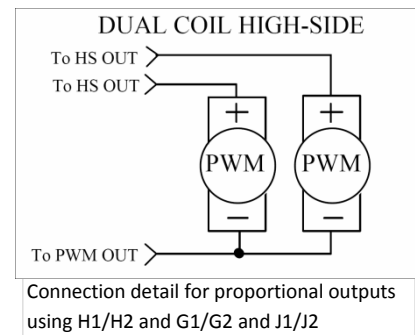 DUAL COIL HIGH-SIDE
To HS OUT
To HS OUT
+ +
PWM PWM
− −
To PWM OUT
Connection detail for proportional outputs
using H1/H2 and G1/G2 and J1/J2